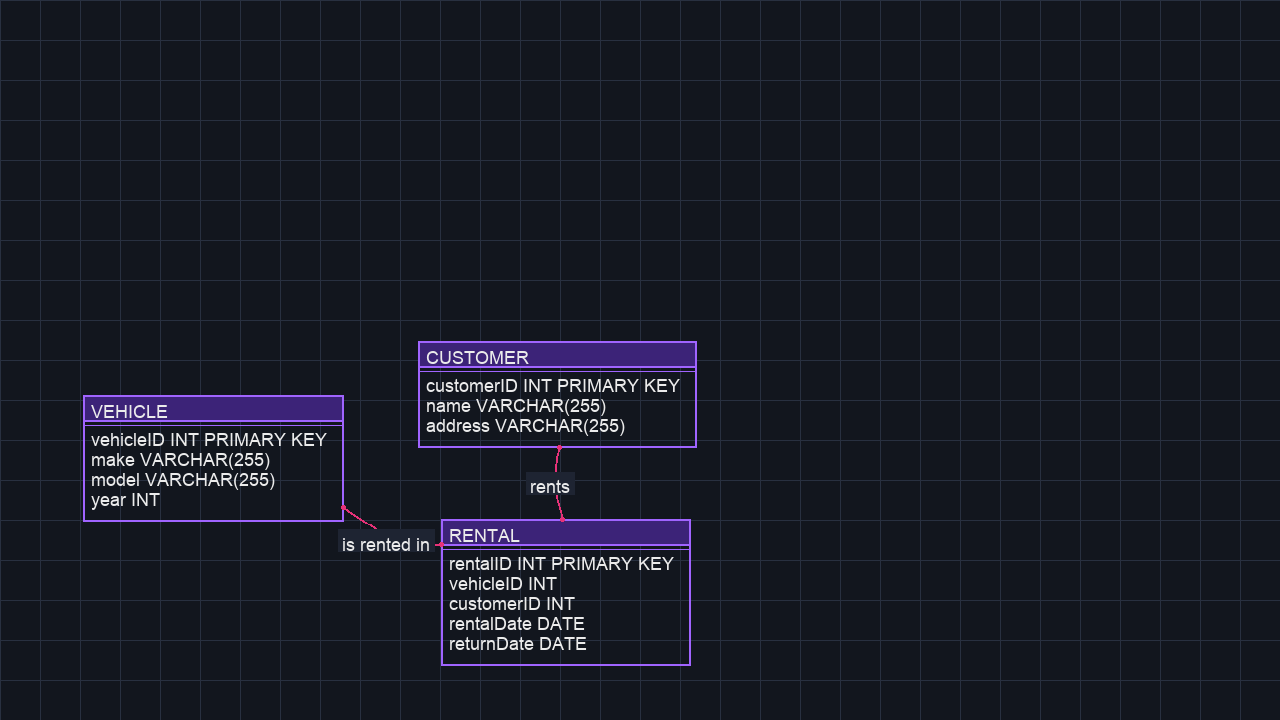 CUSTOMER
customerID INT PRIMARY KEY
name VARCHAR(255)
address VARCHAR(255)
VEHICLE
vehicleID INT PRIMARY KEY
make VARCHAR(255)
model VARCHAR(255)
year INT
rents
is rented in
RENTAL
rentalID INT PRIMARY KEY
vehicleID INT
customerID INT
rentalDate DATE
returnDate DATE